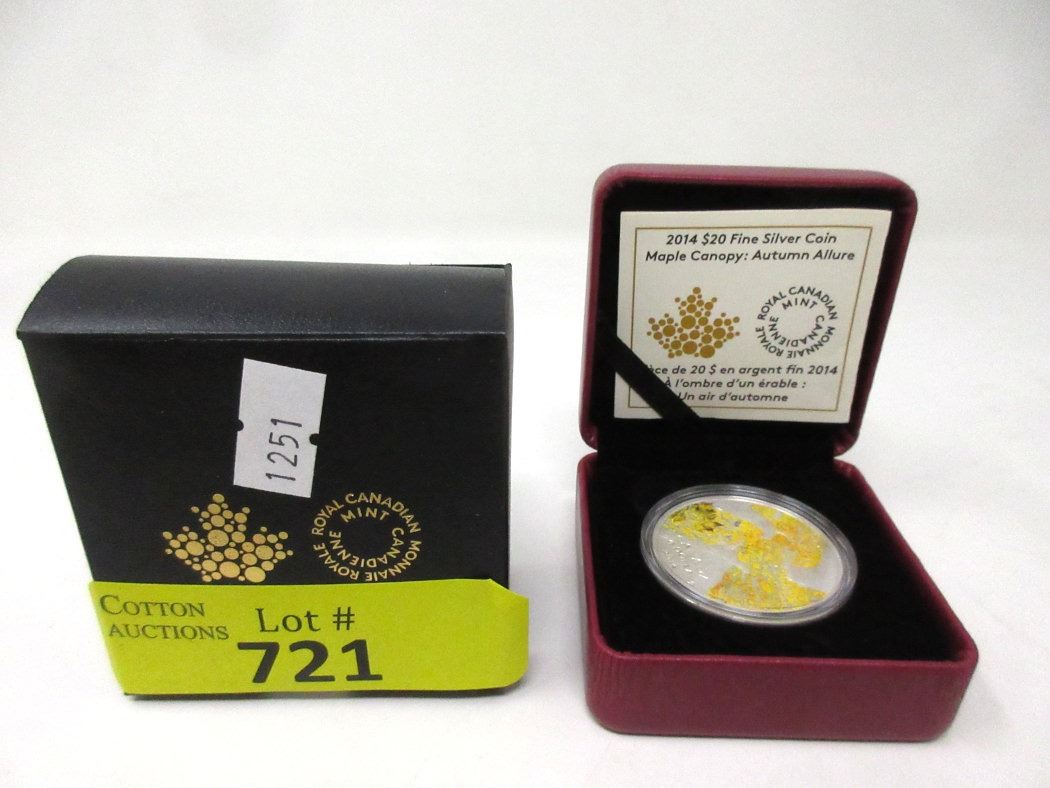 1251
ROYAL CANADIAN MINT
MONNAIE ROYALE CANADIENNE
COTTON
AUCTIONS
Lot #
721
2014 $20 Fine Silver Coin
Maple Canopy: Autumn Allure
ROYAL CANADIAN MINT
MONNAIE ROYALE CANADIENNE
de 20 $ en argent fin 2014
À l'ombre d'un érable :
Un air d'automne